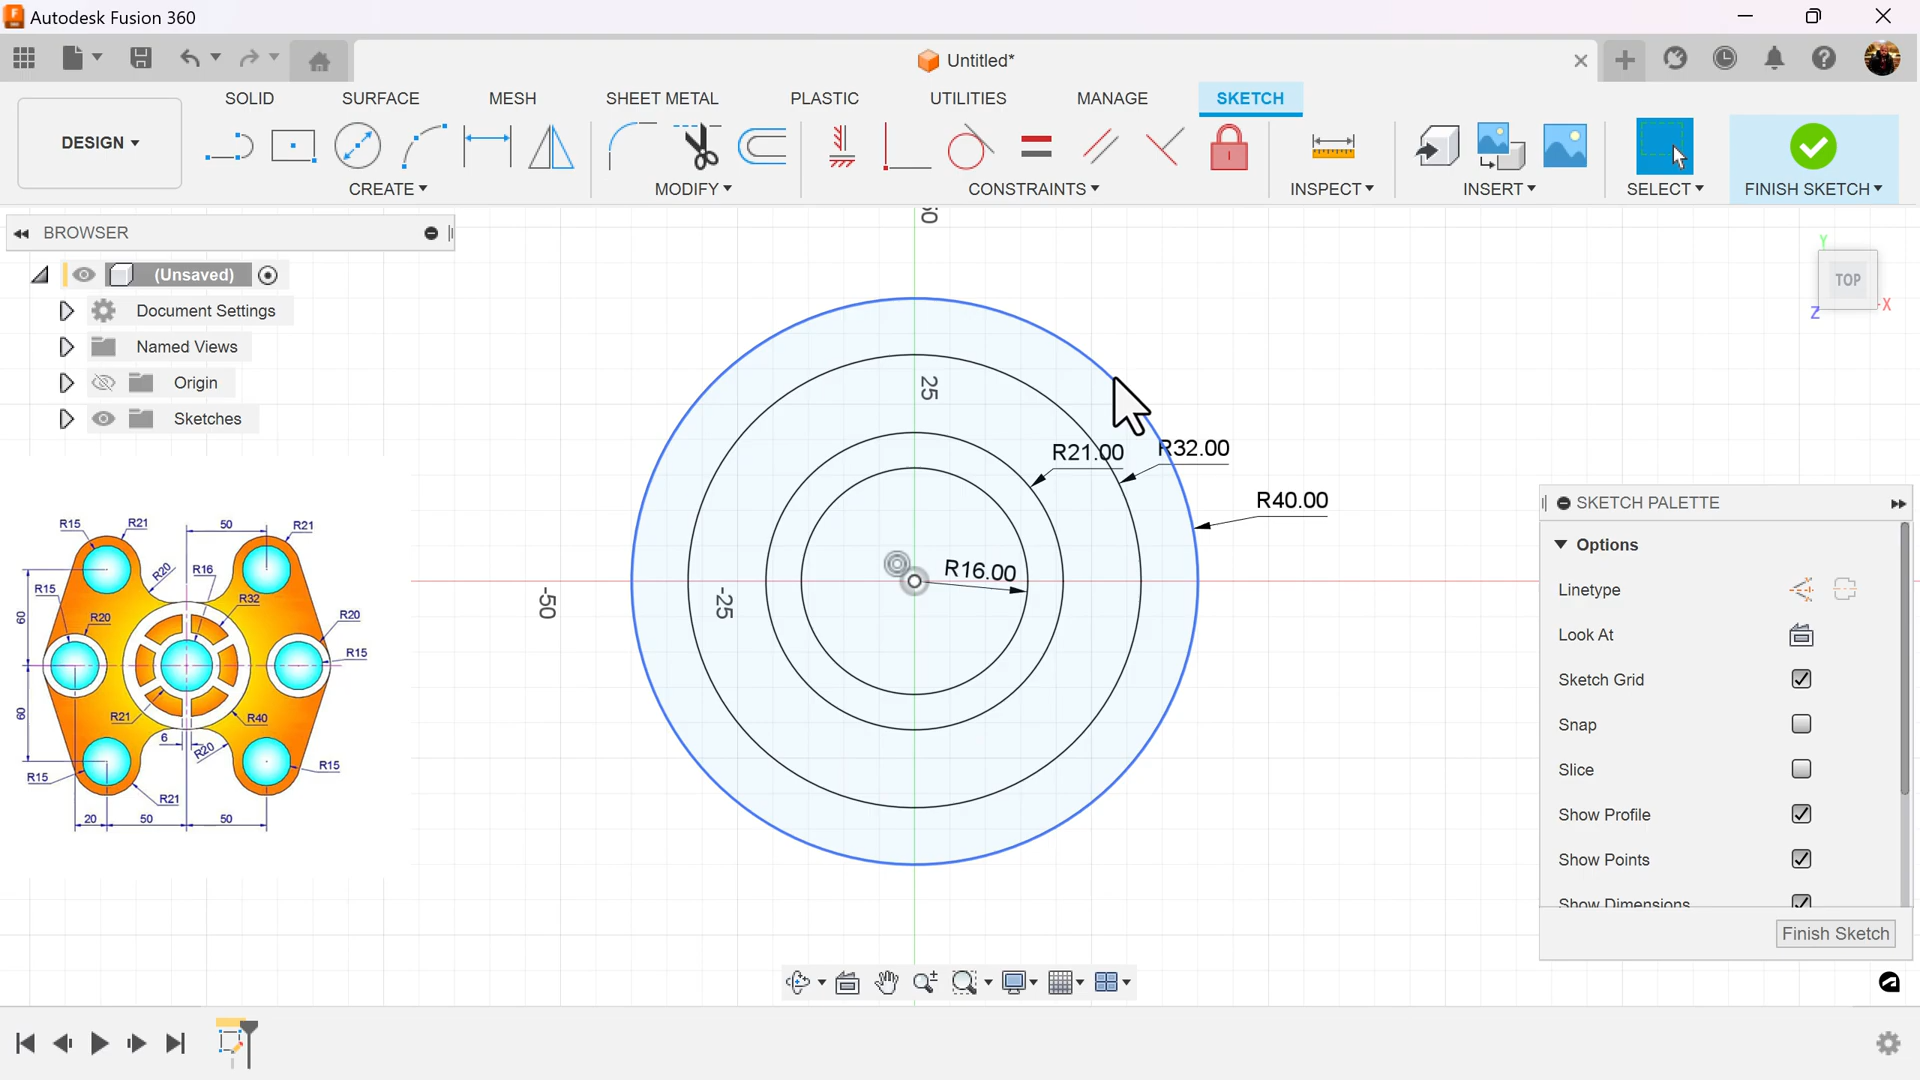 Autodesk Fusion 360
Untitled*
SOLID SURFACE MESH SHEET METAL PLASTIC UTILITIES MANAGE SKETCH
DESIGN
CREATE MODIFY CONSTRAINTS INSPECT INSERT SELECT FINISH SKETCH
BROWSER
(Unsaved)
Document Settings
Named Views
Origin
Sketches
25
-50
-25
R21.00
R32.00
R40.00
R16.00
Y
TOP
X
Z
R15
R21
50
R21
R20
R16
R15
R32
60
R20
R20
R15
60
R21
R40
6
R20
R15
R15
R21
20
50
50
SKETCH PALETTE
Options
Linetype
Look At
Sketch Grid
Snap
Slice
Show Profile
Show Points
Show Dimensions
Finish Sketch